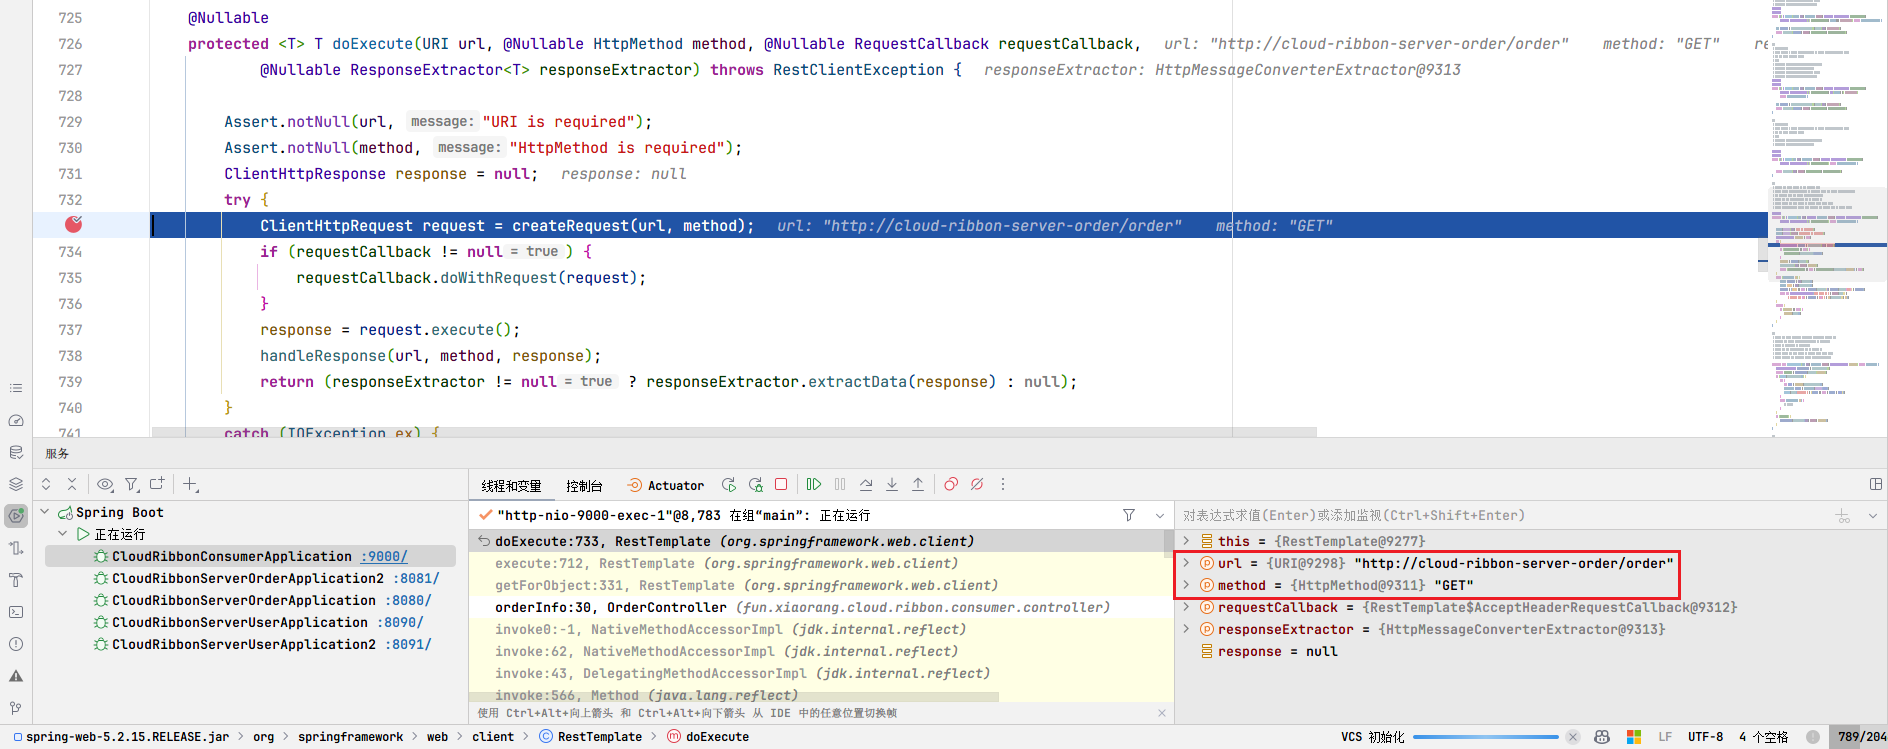 725 @Nullable
726 protected <T> T doExecute(URI url, @Nullable HttpMethod method, @Nullable RequestCallback requestCallback, url: "http://cloud-ribbon-server-order/order" method: "GET" re
727 @Nullable ResponseExtractor<T> responseExtractor) throws RestClientException { responseExtractor: HttpMessageConverterExtractor@9313
728
729 Assert.notNull(url, message: "URI is required");
730 Assert.notNull(method, message: "HttpMethod is required");
731 ClientHttpResponse response = null; response: null
732 try {
ClientHttpRequest request = createRequest(url, method); url: "http://cloud-ribbon-server-order/order" method: "GET"
734 if (requestCallback != null = true ) {
735 requestCallback.doWithRequest(request);
736 }
737 response = request.execute();
738 handleResponse(url, method, response);
739 return (responseExtractor != null = true ? responseExtractor.extractData(response) : null);
740 }
741 catch (IOException ex) {
服务
线程和变量 控制台 Actuator
Spring Boot
正在运行
CloudRibbonConsumerApplication :9000/
CloudRibbonServerOrderApplication2 :8081/
CloudRibbonServerOrderApplication :8080/
CloudRibbonServerUserApplication :8090/
CloudRibbonServerUserApplication2 :8091/
"http-nio-9000-exec-1"@8,783 在组“main”: 正在运行
doExecute:733, RestTemplate (org.springframework.web.client)
execute:712, RestTemplate (org.springframework.web.client)
getForObject:331, RestTemplate (org.springframework.web.client)
orderInfo:30, OrderController (fun.xiaorang.cloud.ribbon.consumer.controller)
invoke0:-1, NativeMethodAccessorImpl (jdk.internal.reflect)
invoke:62, NativeMethodAccessorImpl (jdk.internal.reflect)
invoke:43, DelegatingMethodAccessorImpl (jdk.internal.reflect)
invoke:566, Method (java.lang.reflect)
使用 Ctrl+Alt+向上箭头 和 Ctrl+Alt+向下箭头 从 IDE 中的任意位置切换帧
对表达式求值(Enter)或添加监视(Ctrl+Shift+Enter)
this = {RestTemplate@9277}
url = {URI@9298} "http://cloud-ribbon-server-order/order"
method = {HttpMethod@9311} "GET"
requestCallback = {RestTemplate$AcceptHeaderRequestCallback@9312}
responseExtractor = {HttpMessageConverterExtractor@9313}
response = null
spring-web-5.2.15.RELEASE.jar > org > springframework > web > client > RestTemplate > doExecute
VCS 初始化 LF UTF-8 4 个空格 789/204